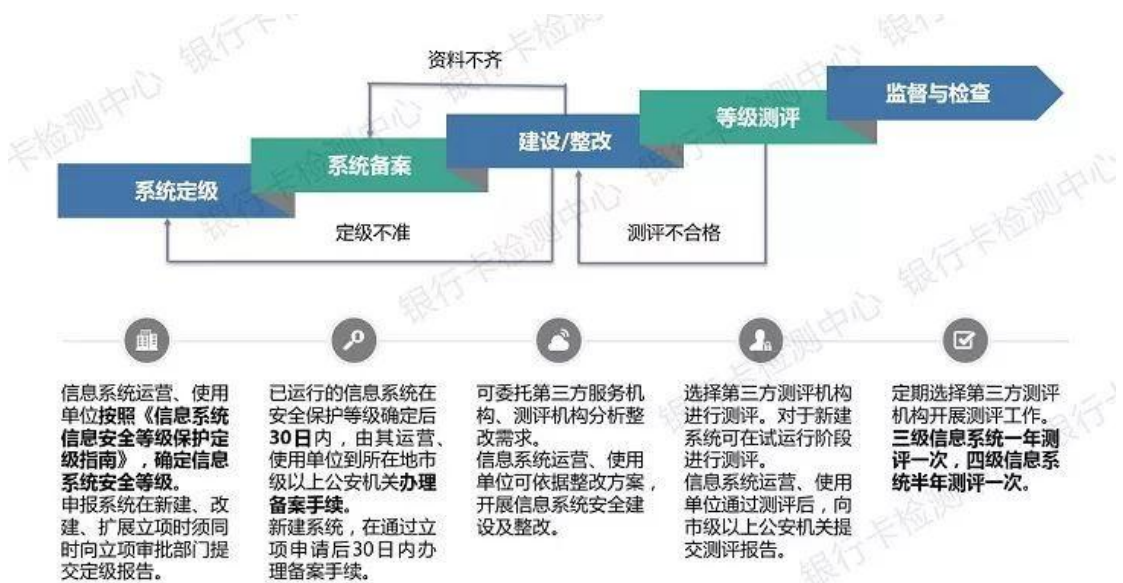 资料不齐
监督与检查
等级测评
建设/整改
系统备案
系统定级
定级不准
测评不合格
信息系统运营、使用
单位按照《信息系统
信息安全等级保护定
级指南》，确定信息
系统安全等级。
申报系统在新建、改
建、扩展立项时须同
时向立项审批部门提
交定级报告。
已运行的信息系统在
安全保护等级确定后
30日内，由其运营、
使用单位到所在地市
级以上公安机关办理
备案手续。
新建系统，在通过立
项申请后30日内办
理备案手续。
可委托第三方服务机
构、测评机构分析整
改需求。
信息系统运营、使用
单位可依据整改方案，
开展信息系统安全建
设及整改。
选择第三方测评机构
进行测评。对于新建
系统可在试运行阶段
进行测评。
信息系统运营、使用
单位通过测评后，向
市级以上公安机关提
交测评报告。
定期选择第三方测评
机构开展测评工作。
三级信息系统一年测
评一次，四级信息系
统半年测评一次。
银行卡检测中心